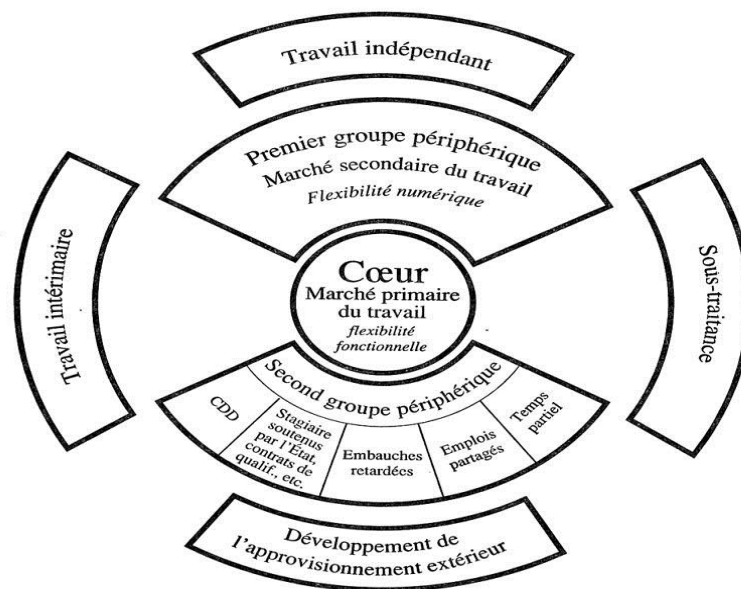 Travail indépendant
Premier groupe périphérique
Marché secondaire du travail
Flexibilité numérique
Travail intérimaire
Cœur
Marché primaire
du travail
flexibilité
fonctionnelle
Sous-traitance
Second groupe périphérique
CDD
Stagiaire
soutenus
par l'État,
contrats de
qualif., etc.
Embauches
retardées
Emplois
partagés
Temps
partiel
Développement de
l'approvisionnement extérieur